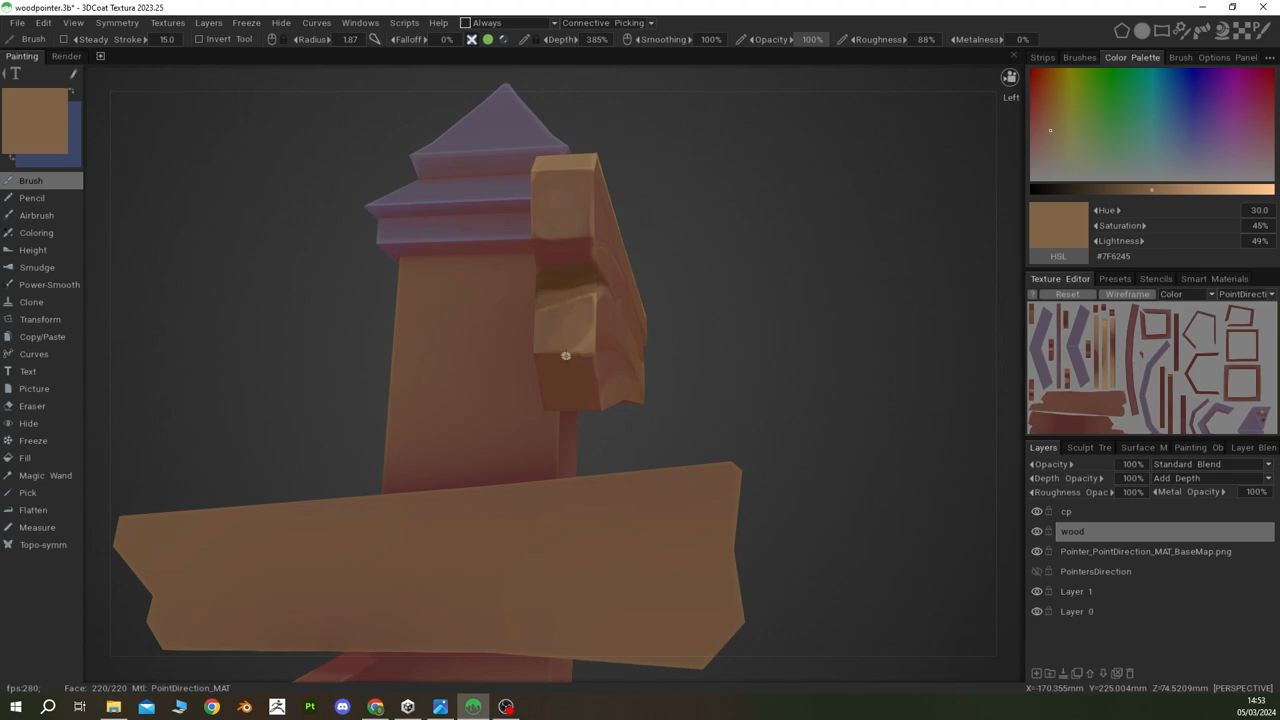 woodpointer.3b* - 3DCoat Textura 2023.25
File Edit View Symmetry Textures Layers Freeze Hide Curves Windows Scripts Help Always Connective Picking
Brush Steady Stroke 15.0 Invert Tool Radius 1.87 Falloff 0% Depth 385% Smoothing 100% Opacity 100% Roughness 88% Metalness 0%
Painting Render
Strips Brushes Color Palette Brush Options Panel
Left
Brush
Pencil
Airbrush
Coloring
Height
Smudge
Power-Smooth
Clone
Transform
Copy/Paste
Curves
Text
Picture
Eraser
Hide
Freeze
Fill
Magic Wand
Pick
Flatten
Measure
Topo-symm
Hue 30.0
Saturation 45%
Lightness 49%
HSL #7F6245
Texture Editor Presets Stencils Smart Materials
? Reset Wireframe Color PointDirecti
Layers Sculpt Tre Surface M Painting Ob Layer Blen
Opacity 100% Standard Blend
Depth Opacity 100% Add Depth
Roughness Opac 100% Metal Opacity 100%
cp
wood
Pointer_PointDirection_MAT_BaseMap.png
PointersDirection
Layer 1
Layer 0
fps:280; Face: 220/220 Mtl: PointDirection_MAT
X=-170.355mm Y=225.004mm Z=74.5209mm [PERSPECTIVE]
Pt
14:53
05/03/2024